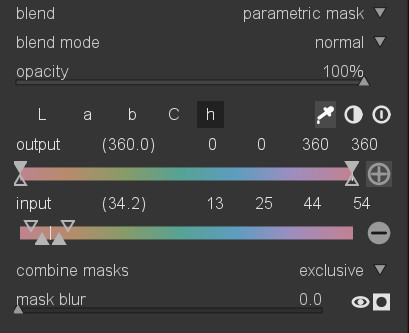 blend parametric mask
blend mode normal
opacity 100%
L a b C h
output (360.0) 0 0 360 360
input (34.2) 13 25 44 54
combine masks exclusive
mask blur 0.0